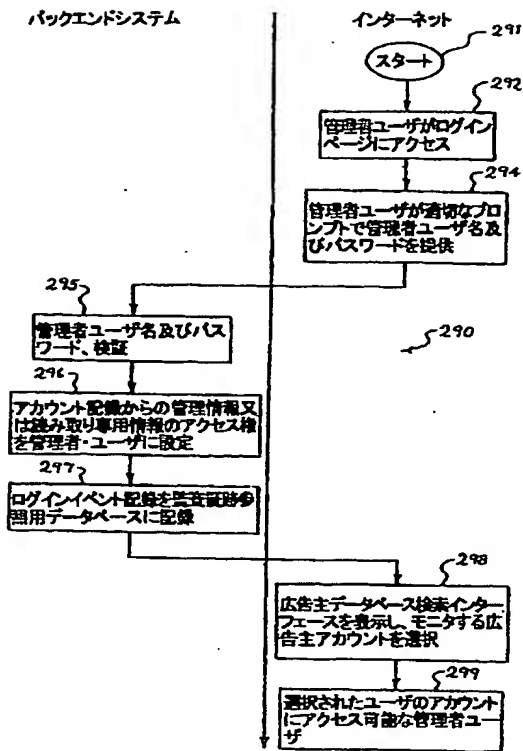 バックエンドシステム
インターネット
291
スタート
292
管理者ユーザがログイン
ページにアクセス
294
管理者ユーザが適切なプロ
ンプトで管理者ユーザ名及
びパスワードを提供
295
管理者ユーザ名及びパス
ワード、検証
290
296
アカウント記録からの管理情報又
は読み取り専用情報のアクセス権
を管理者・ユーザに設定
297
ログインイベント記録を監査証跡参
照用データベースに記録
298
広告主データベース検索インター
フェースを表示し、モニタする広
告主アカウントを選択
299
選択されたユーザのアカウント
にアクセス可能な管理者ユー
ザ